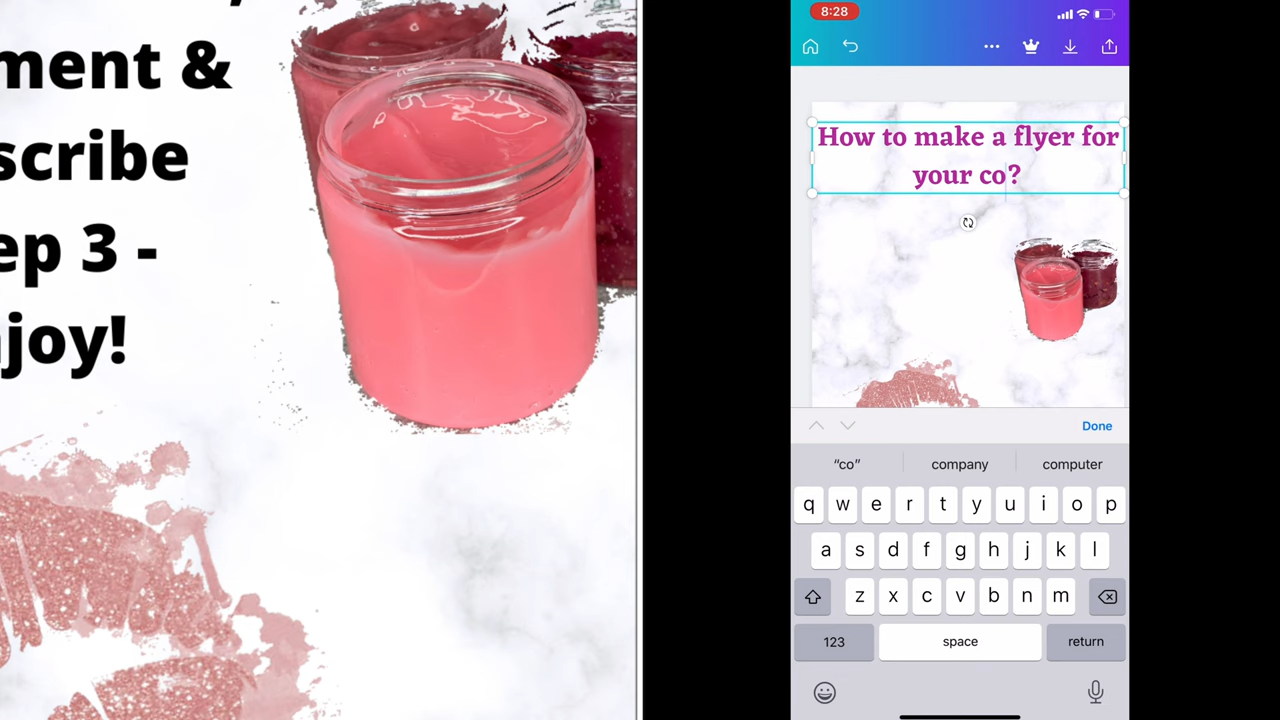 ment &
scribe
ep 3 -
joy!
8:28
How to make a flyer for
your co?
Done
“co” company computer
q w e r t y u i o p
a s d f g h j k l
z x c v b n m
123 space return